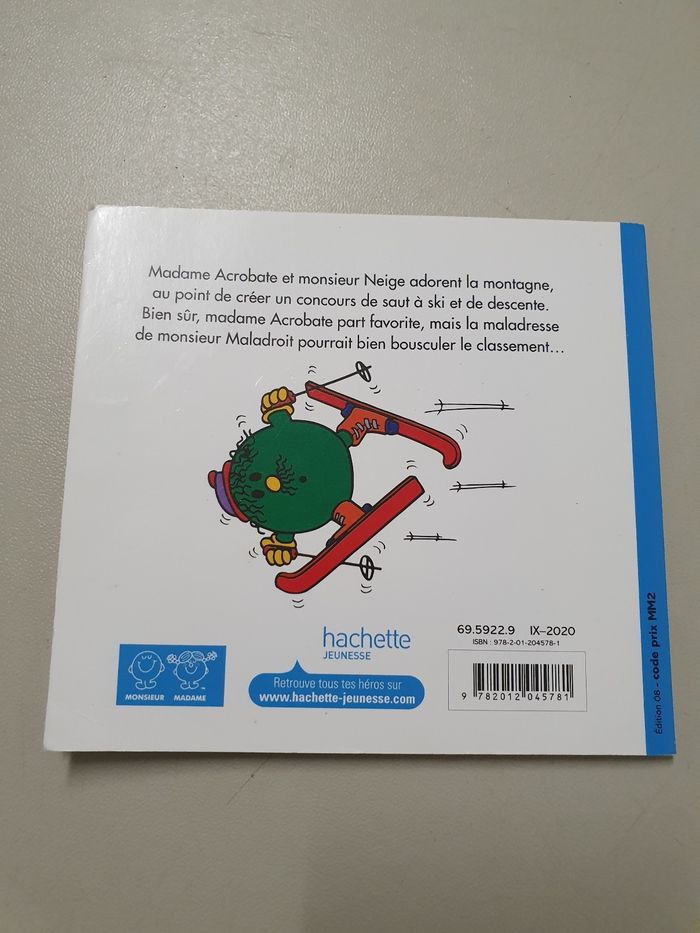 Madame Acrobate et monsieur Neige adorent la montagne,
au point de créer un concours de saut à ski et de descente.
Bien sûr, madame Acrobate part favorite, mais la maladresse
de monsieur Maladroit pourrait bien bousculer le classement...
hachette
JEUNESSE
Retrouve tous tes héros sur
www.hachette-jeunesse.com
MONSIEUR MADAME™
69.5922.9 IX–2020
ISBN : 978-2-01-204578-1
9 782012 045781
Édition 08 - code prix MM2